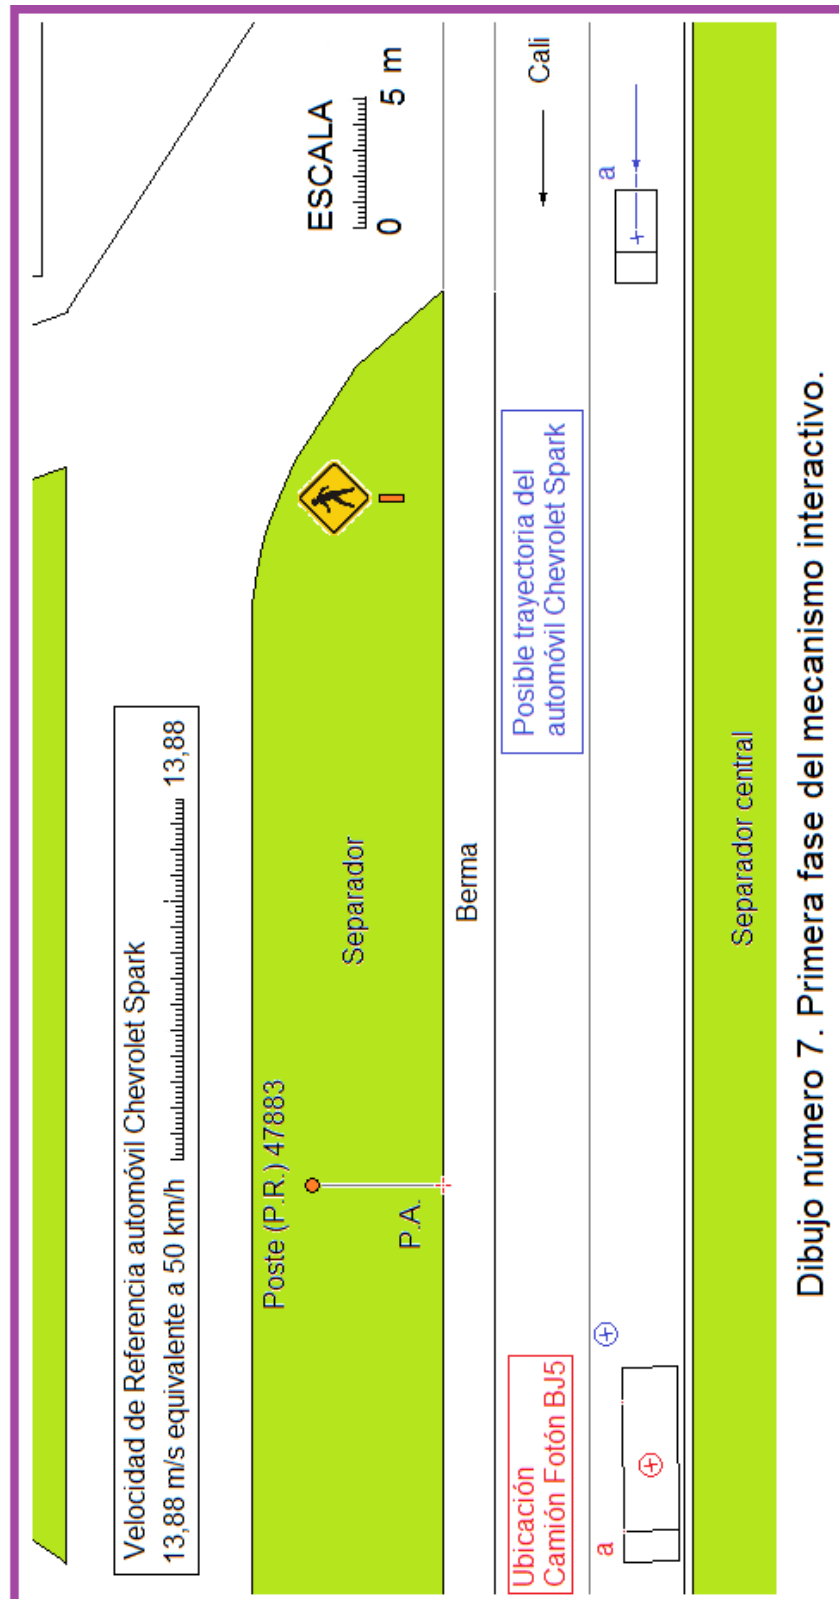 Velocidad de Referencia automóvil Chevrolet Spark
13,88 m/s equivalente a 50 km/h
13,88
ESCALA
0
5 m
Poste (P.R.) 47883
Separador
P.A.
Berma
Cali
Ubicación
Camión Fotón BJ5
Posible trayectoria del
automóvil Chevrolet Spark
a
a
Separador central
Dibujo número 7. Primera fase del mecanismo interactivo.